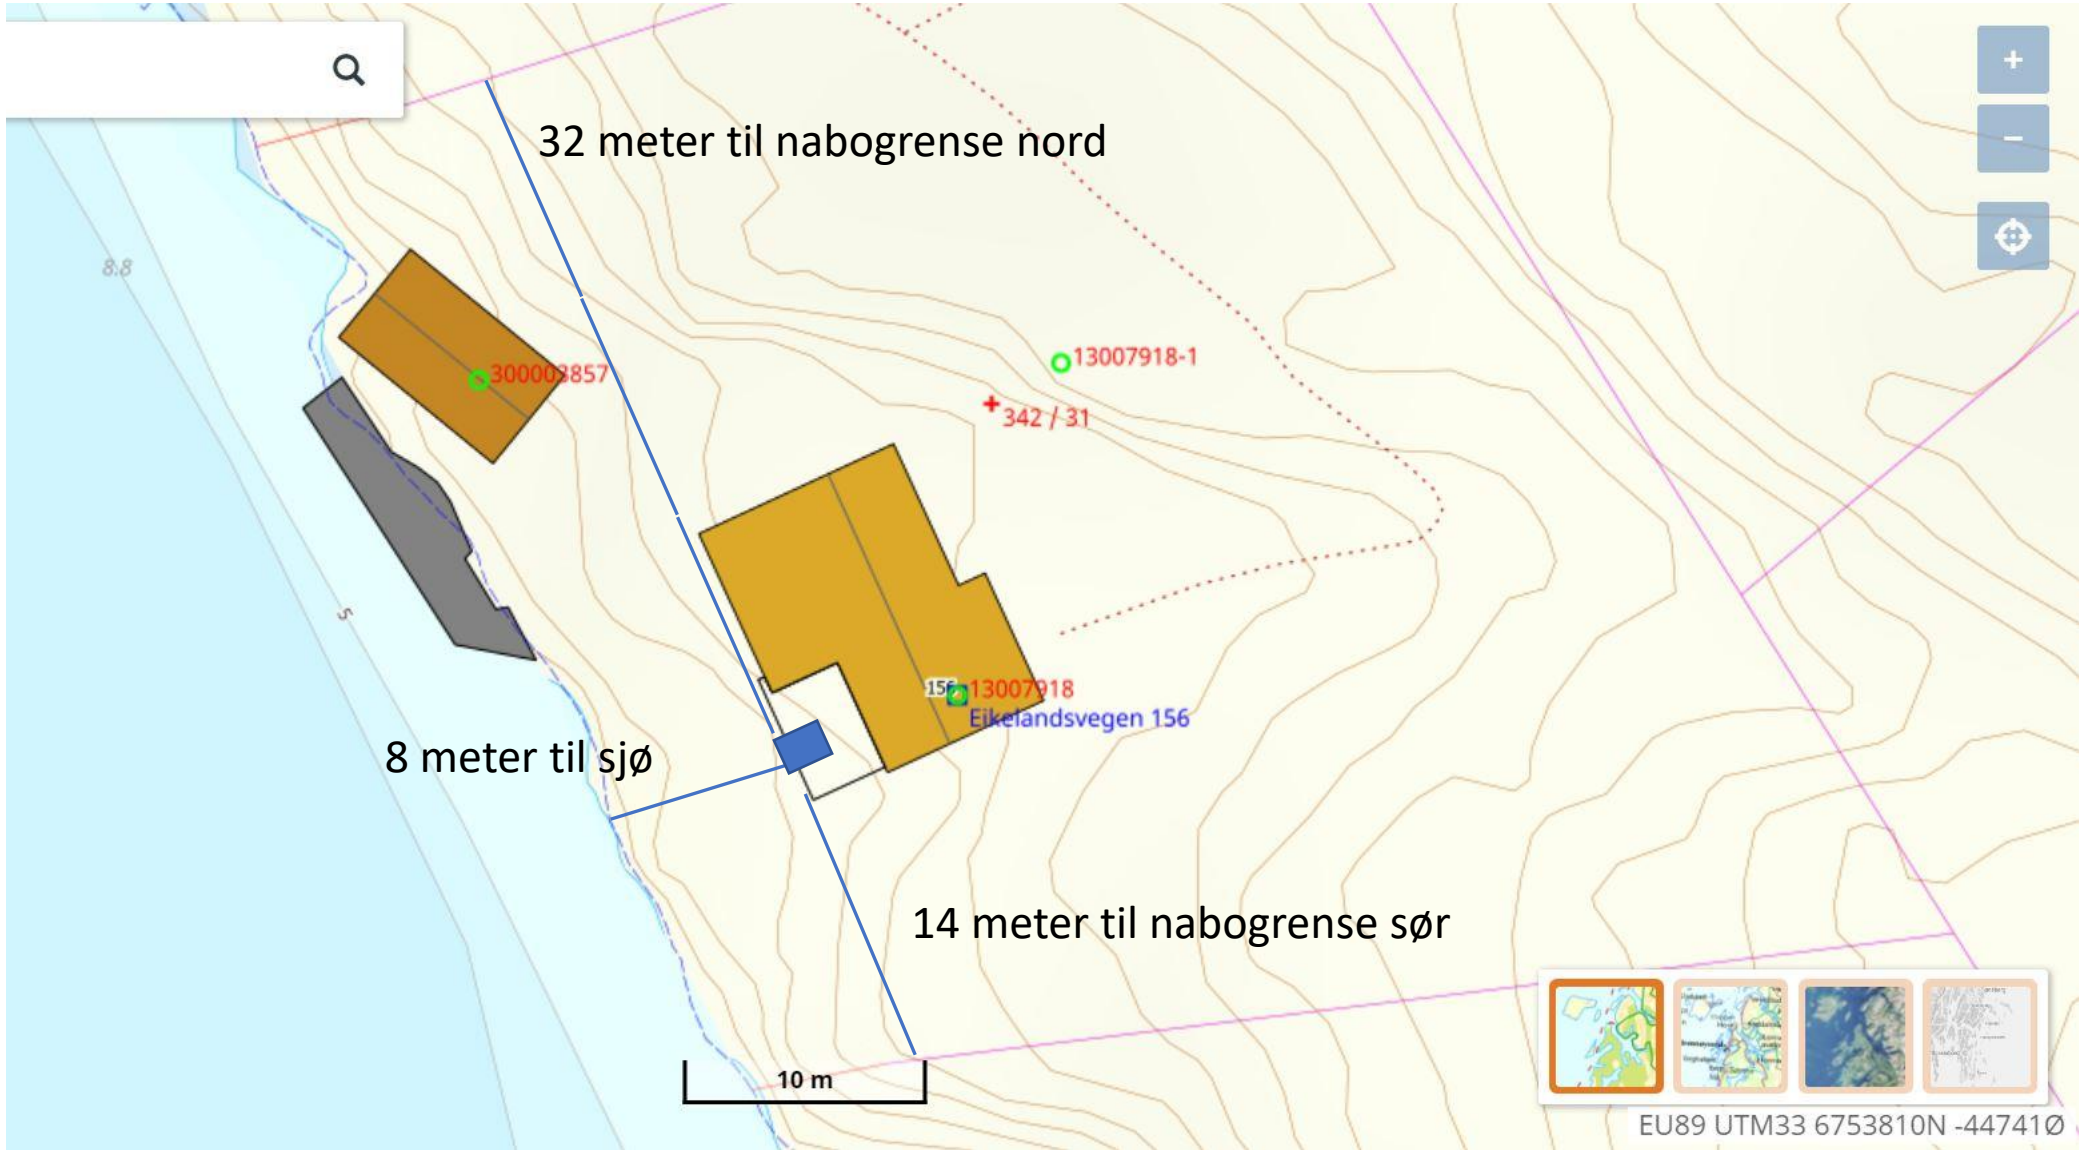 32 meter til nabogrense nord
8.8
300003857
13007918-1
342 / 31
5
156
13007918
Eikelandsvegen 156
8 meter til sjø
14 meter til nabogrense sør
10 m
EU89 UTM33 6753810N -44741Ø